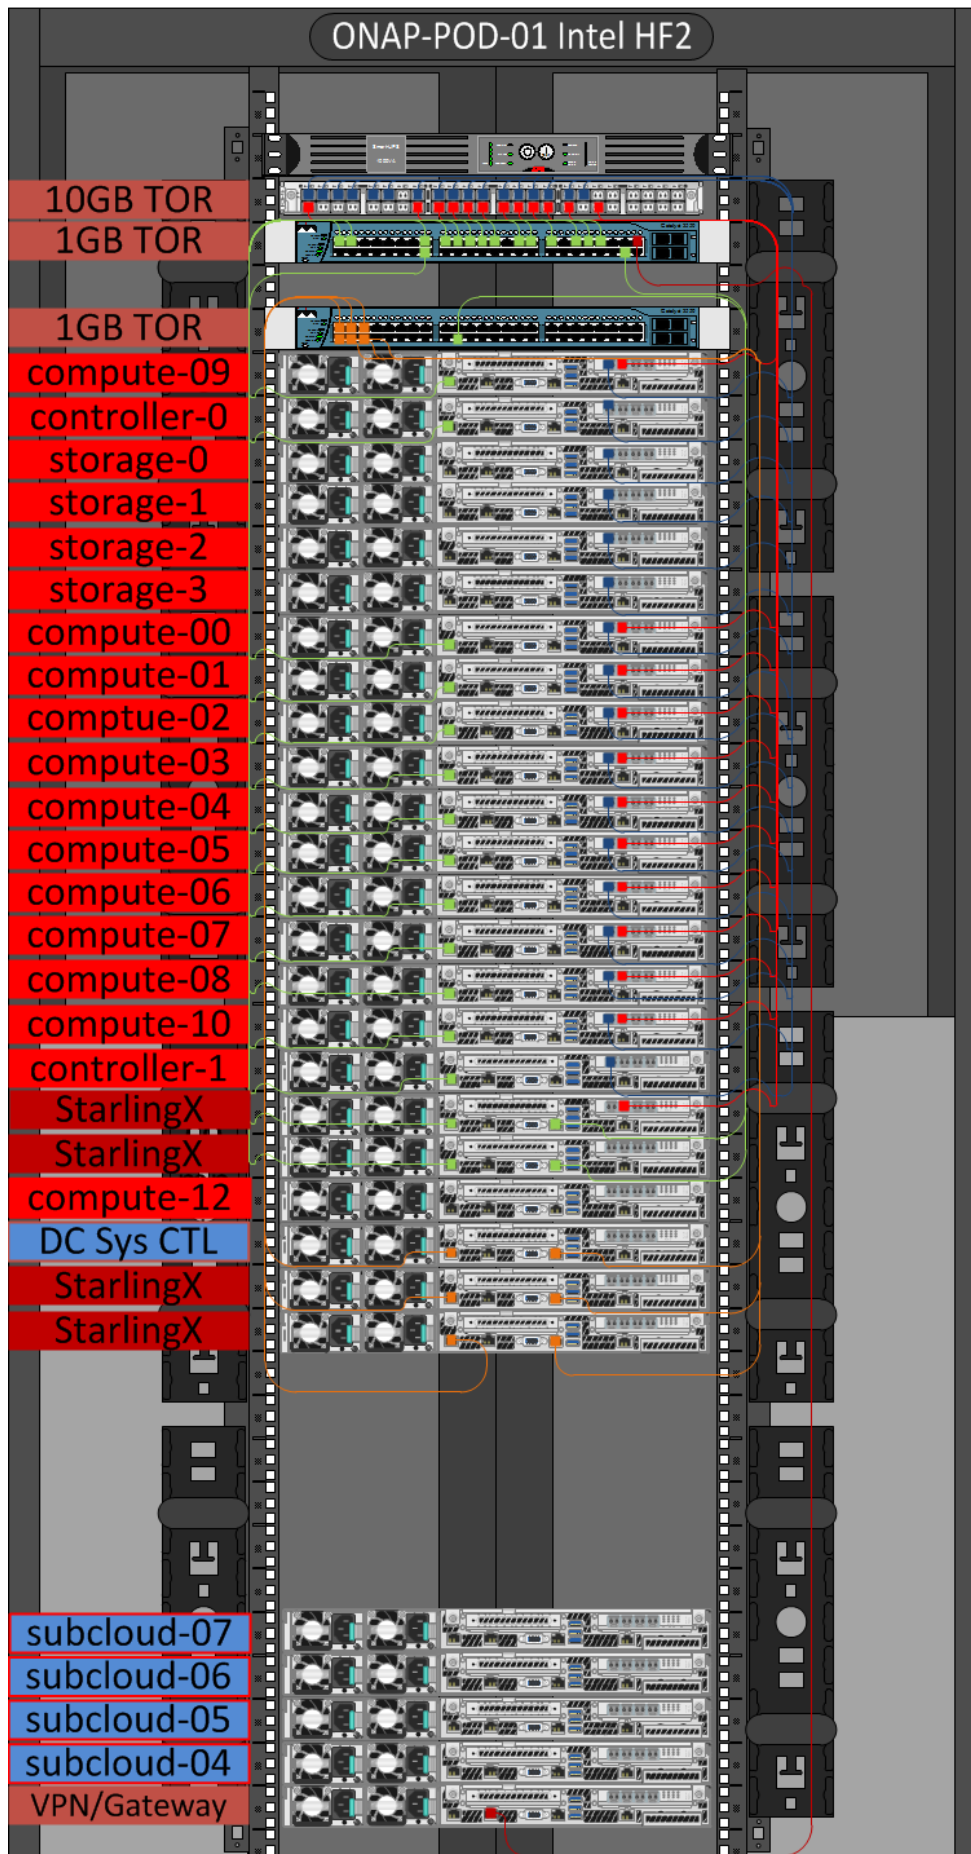 ONAP-POD-01 Intel HF2
10GB TOR
1GB TOR
1GB TOR
compute-09
controller-0
storage-0
storage-1
storage-2
storage-3
compute-00
compute-01
comptue-02
compute-03
compute-04
compute-05
compute-06
compute-07
compute-08
compute-10
controller-1
StarlingX
StarlingX
compute-12
DC Sys CTL
StarlingX
StarlingX
subcloud-07
subcloud-06
subcloud-05
subcloud-04
VPN/Gateway